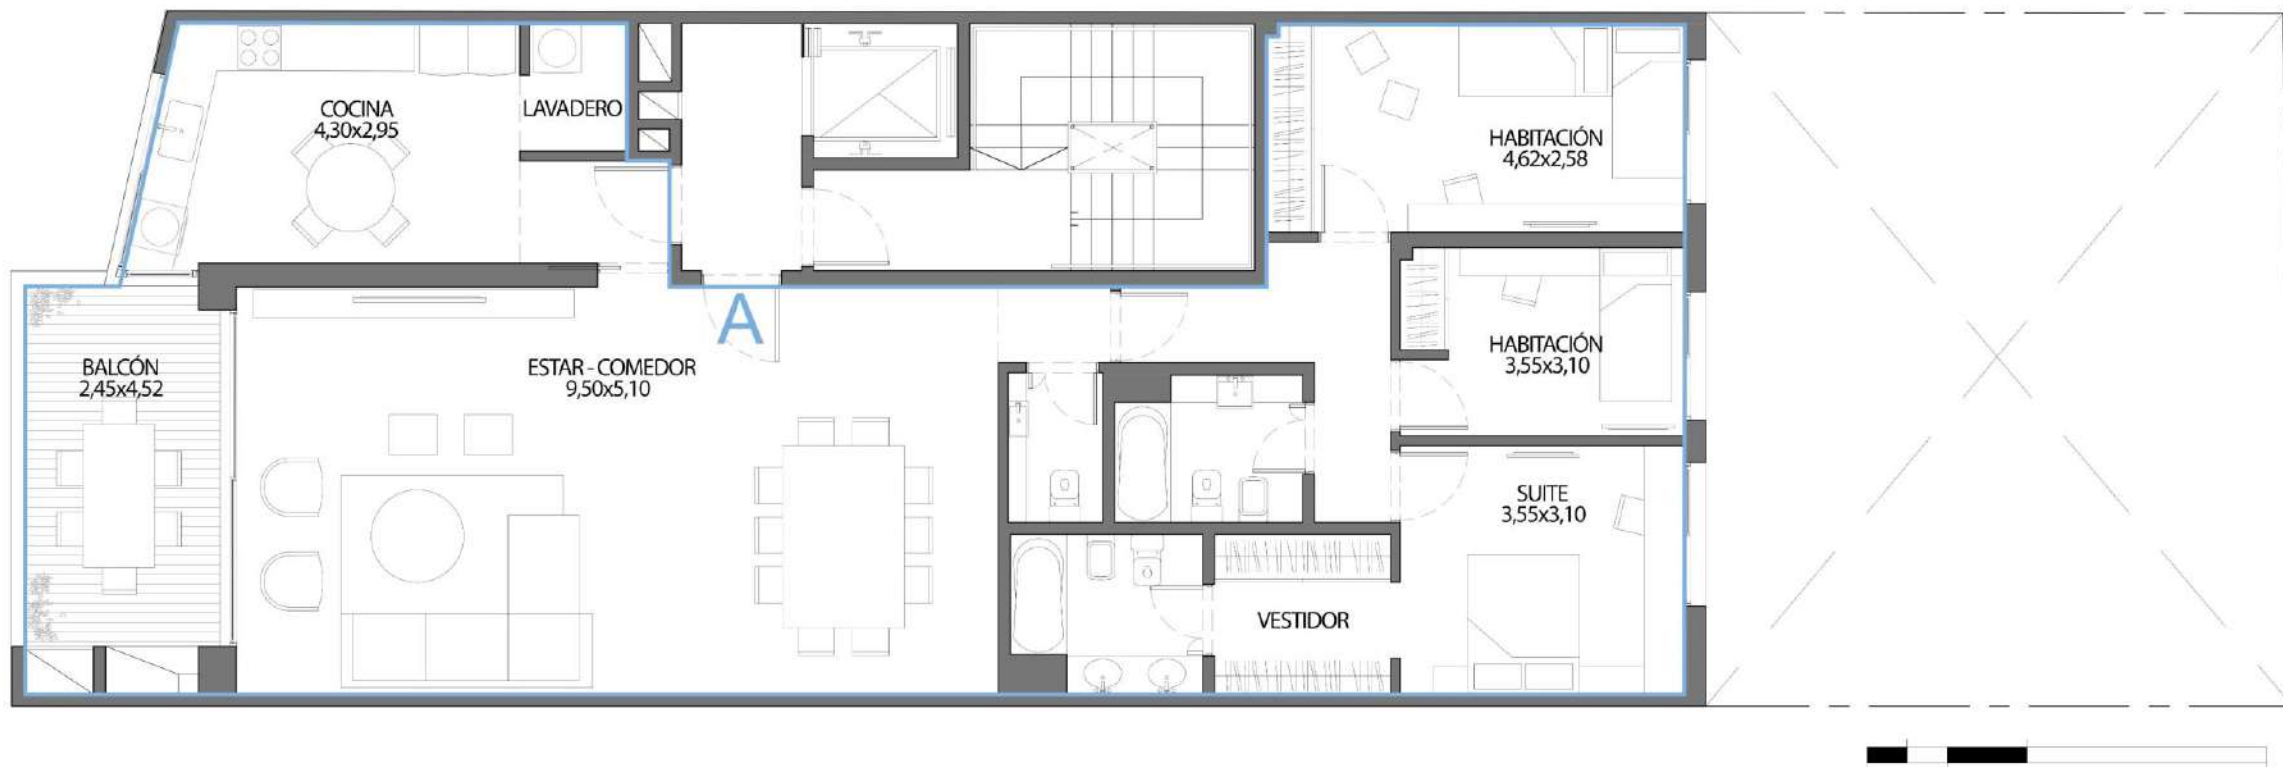 COCINA
4,30x2,95
LAVADERO
HABITACIÓN
4,62x2,58
A
BALCÓN
2,45x4,52
ESTAR - COMEDOR
9,50x5,10
HABITACIÓN
3,55x3,10
SUITE
3,55x3,10
VESTIDOR